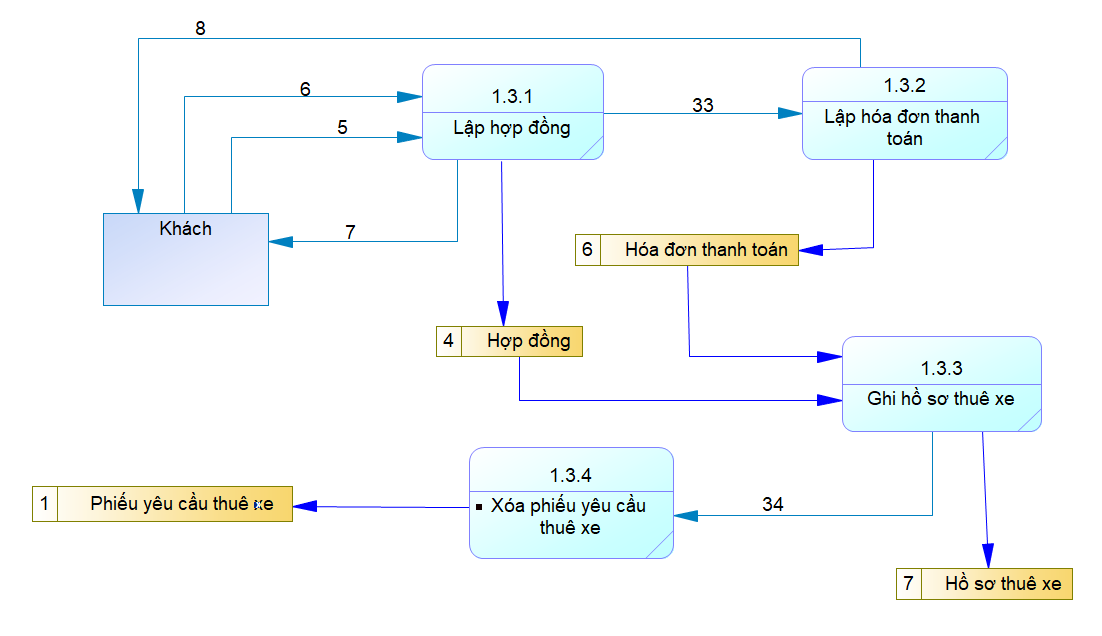 8
6
5
7
1.3.1
Lập hợp đồng
33
1.3.2
Lập hóa đơn thanh
toán
Khách
6 Hóa đơn thanh toán
4 Hợp đồng
1.3.3
Ghi hồ sơ thuê xe
1.3.4
Xóa phiếu yêu cầu
thuê xe
34
1 Phiếu yêu cầu thuê xe
7 Hồ sơ thuê xe